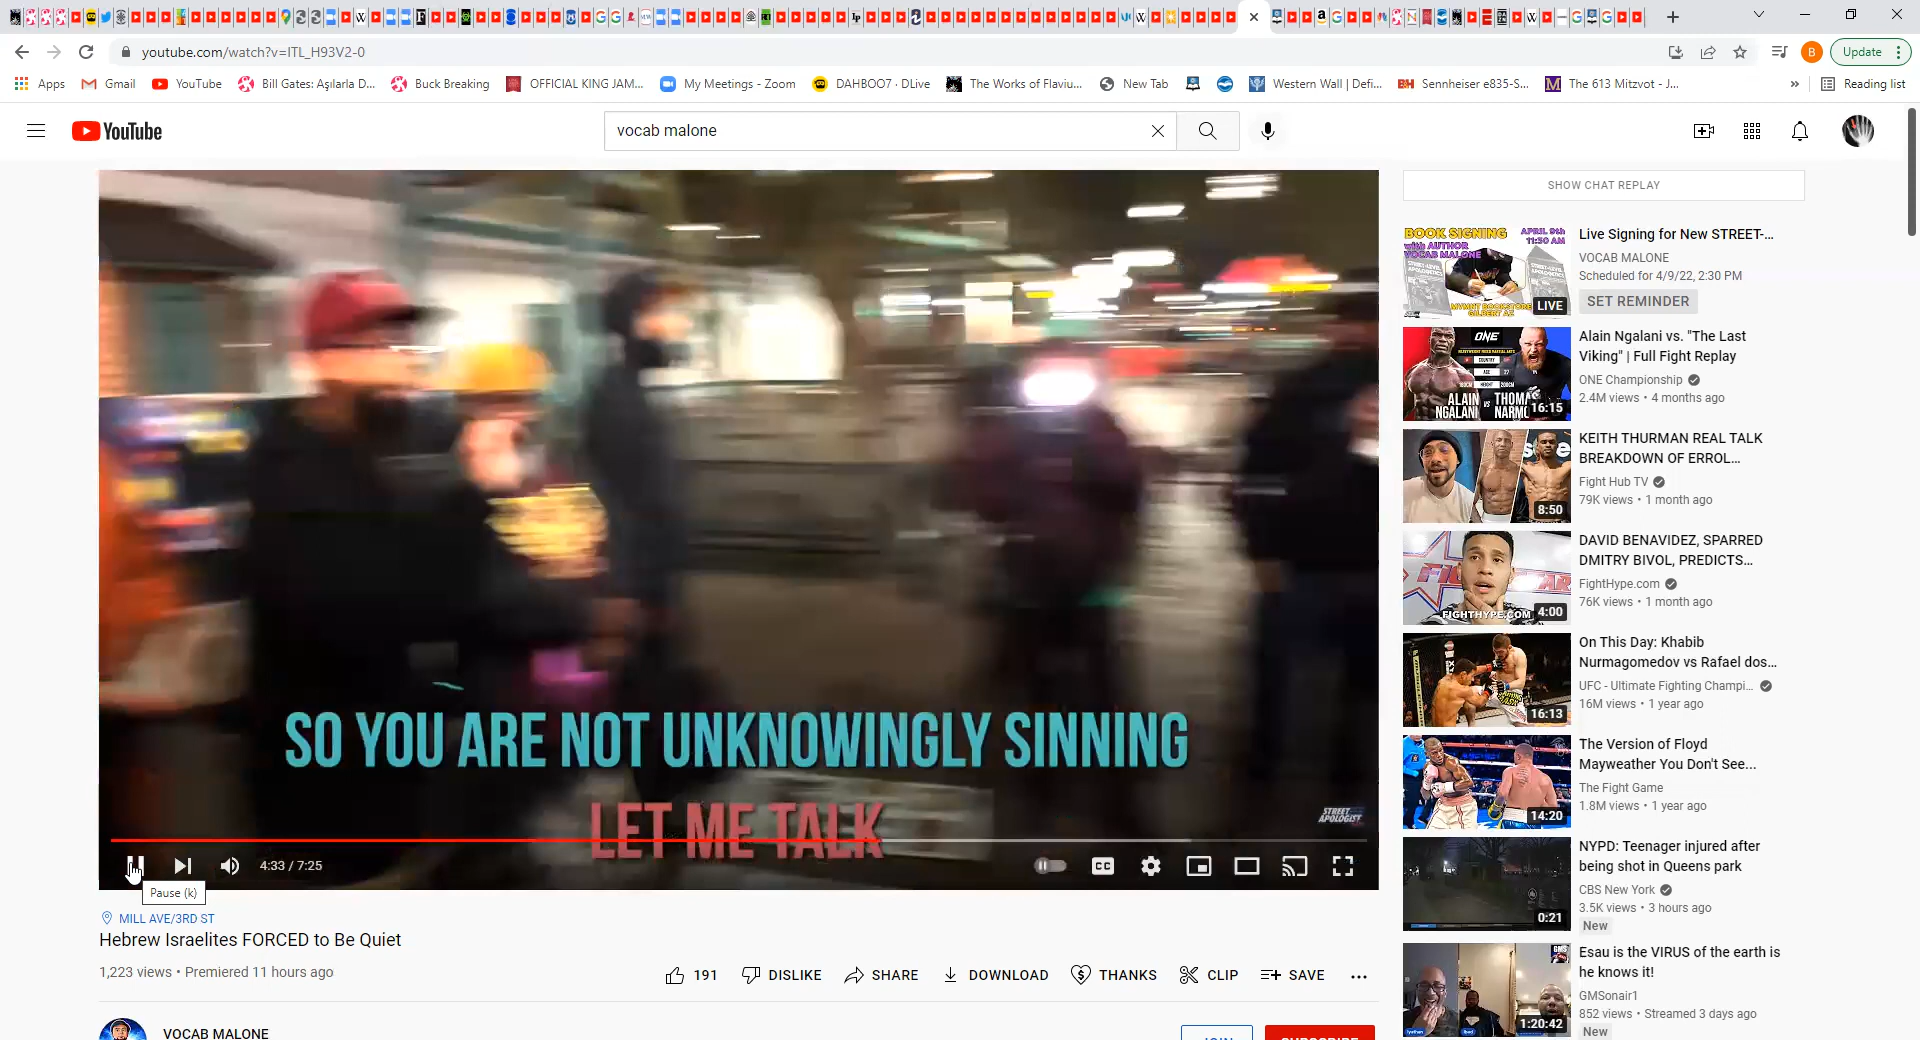 youtube.com/watch?v=ITL_H93V2-0
Update
Apps
Gmail
YouTube
Bill Gates: Aşılarla D...
Buck Breaking
OFFICIAL KING JAM...
My Meetings - Zoom
DAHBOO7 · DLive
The Works of Flaviu...
New Tab
Western Wall | Defi...
Sennheiser e835-S...
The 613 Mitzvot - J...
»
Reading list
YouTube
vocab malone
SO YOU ARE NOT UNKNOWINGLY SINNING
LET ME TALK
STREET
APOLOGIST
4:33 / 7:25
CC
Pause (k)
MILL AVE/3RD ST
Hebrew Israelites FORCED to Be Quiet
1,223 views • Premiered 11 hours ago
191
DISLIKE
SHARE
DOWNLOAD
THANKS
CLIP
SAVE
VOCAB MALONE
JOIN
SUBSCRIBE
SHOW CHAT REPLAY
BOOK SIGNING
with AUTHOR
VOCAB MALONE
APRIL 9th
11:30 AM
LIVE
Live Signing for New STREET-...
VOCAB MALONE
Scheduled for 4/9/22, 2:30 PM
SET REMINDER
ONE
ALAIN
NGALANI
VS
16:15
Alain Ngalani vs. "The Last
Viking" | Full Fight Replay
ONE Championship
2.4M views • 4 months ago
8:50
KEITH THURMAN REAL TALK
BREAKDOWN OF ERROL...
Fight Hub TV
79K views • 1 month ago
FIGHTHYPE.COM
4:00
DAVID BENAVIDEZ, SPARRED
DMITRY BIVOL, PREDICTS...
FightHype.com
76K views • 1 month ago
16:13
On This Day: Khabib
Nurmagomedov vs Rafael dos...
UFC - Ultimate Fighting Champi...
16M views • 1 year ago
14:20
The Version of Floyd
Mayweather You Don't See...
The Fight Game
1.8M views • 1 year ago
0:21
NYPD: Teenager injured after
being shot in Queens park
CBS New York
3.5K views • 3 hours ago
New
GMS
1:20:42
Esau is the VIRUS of the earth is
he knows it!
GMSonair1
852 views • Streamed 3 days ago
New